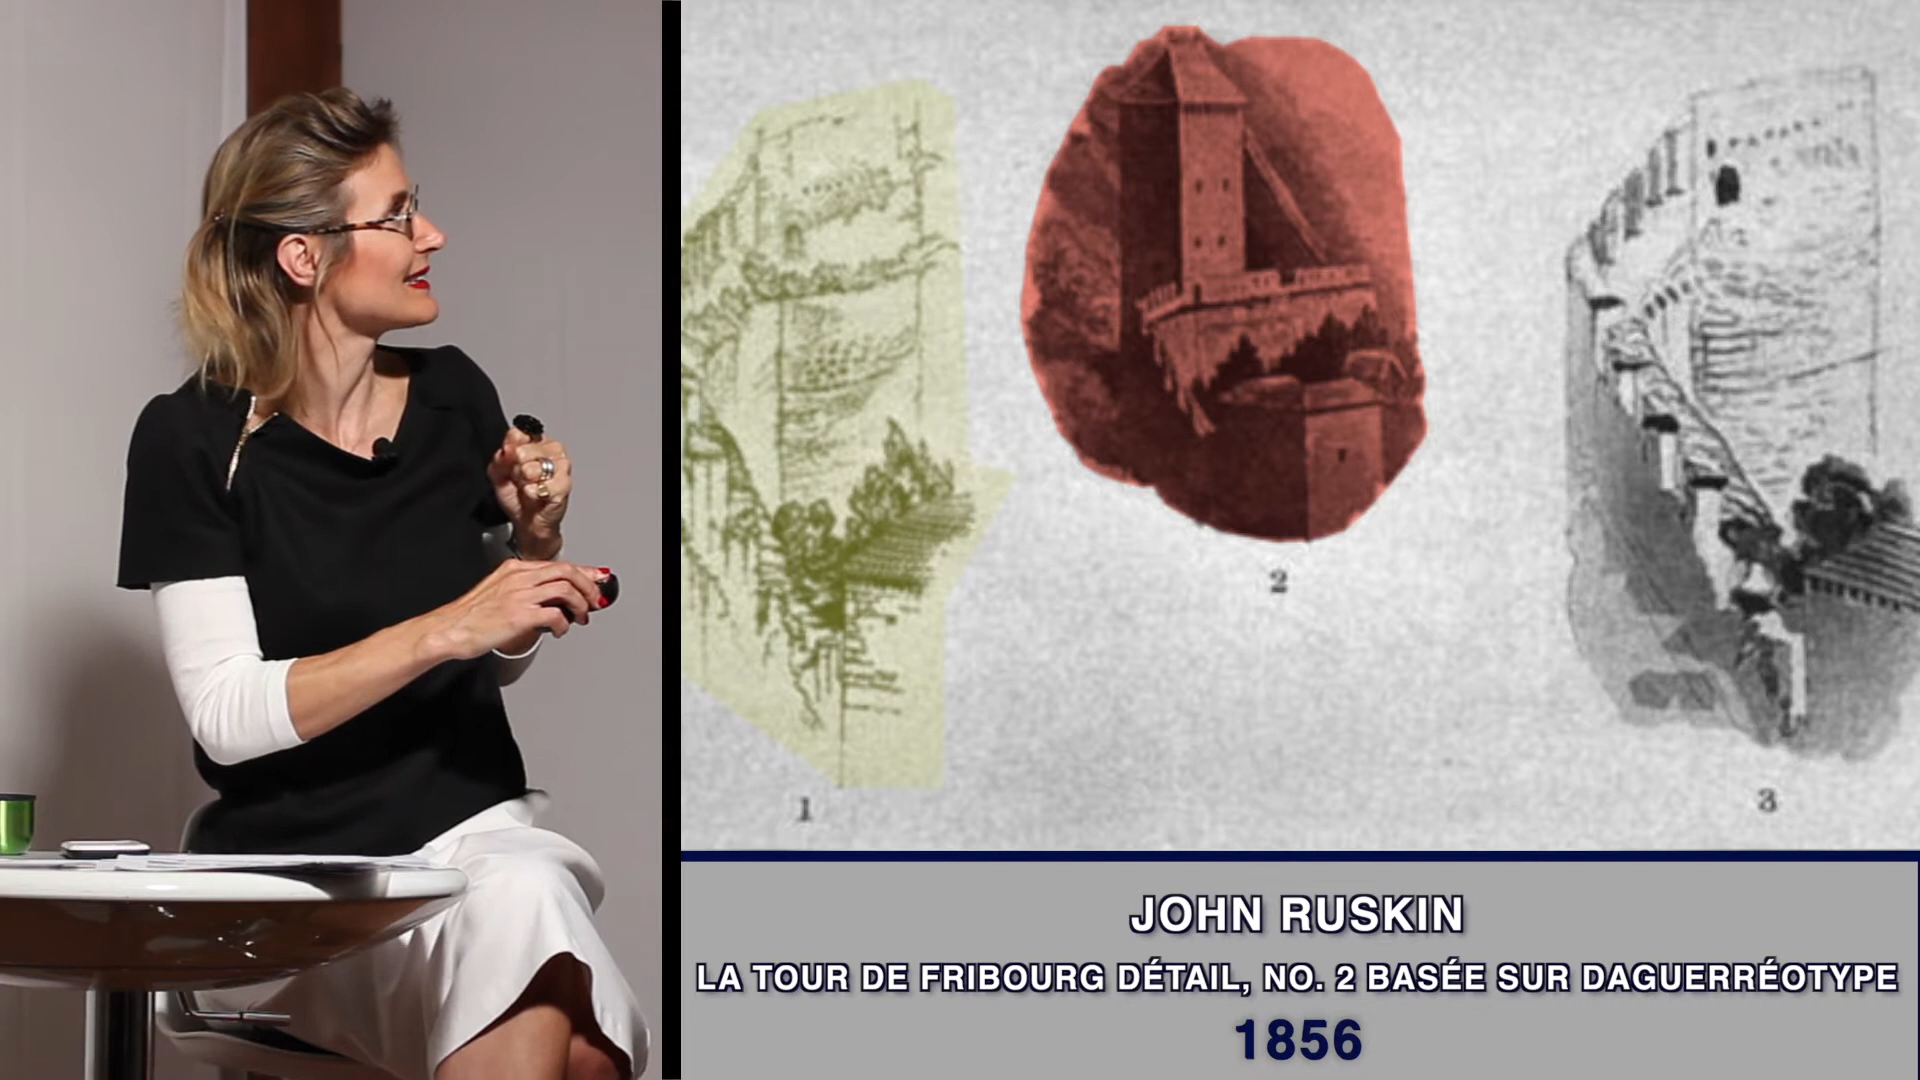 1
2
3
JOHN RUSKIN
LA TOUR DE FRIBOURG DÉTAIL, NO. 2 BASÉE SUR DAGUERRÉOTYPE
1856